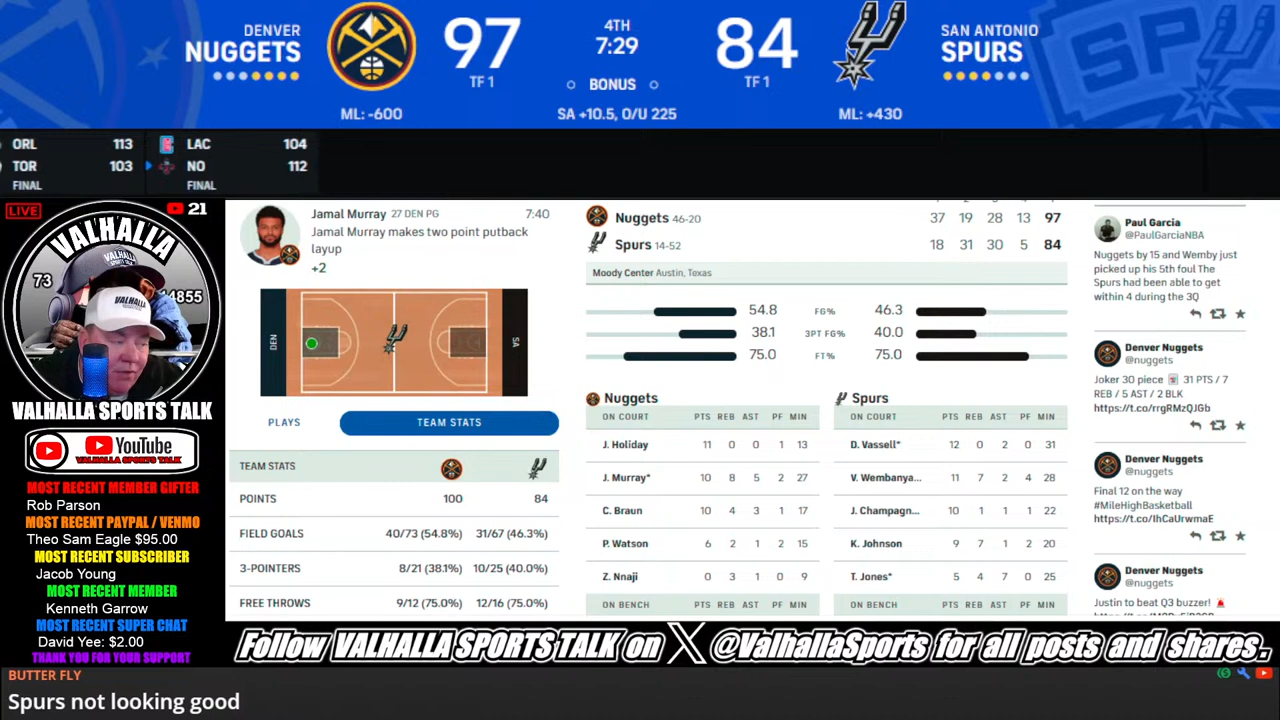 DENVER
NUGGETS
97
TF 1
4TH
7:29
BONUS
84
TF 1
SAN ANTONIO
SPURS
ML: -600
SA +10.5, O/U 225
ML: +430
ORL 113
TOR 103
FINAL
LAC 104
NO 112
FINAL
LIVE
21
VALHALLA
SPORTS TALK
73
44855
VALHALLA
VALHALLA SPORTS TALK
YouTube
VALHALLA SPORTS TALK
MOST RECENT MEMBER GIFTER
Rob Parson
MOST RECENT PAYPAL / VENMO
Theo Sam Eagle $95.00
MOST RECENT SUBSCRIBER
Jacob Young
MOST RECENT MEMBER
Kenneth Garrow
MOST RECENT SUPER CHAT
David Yee: $2.00
THANK YOU FOR YOUR SUPPORT
Jamal Murray 27 DEN PG 7:40
Jamal Murray makes two point putback
layup
+2
DEN
SA
PLAYS
TEAM STATS
TEAM STATS
POINTS 100 84
FIELD GOALS 40/73 (54.8%) 31/67 (46.3%)
3-POINTERS 8/21 (38.1%) 10/25 (40.0%)
FREE THROWS 9/12 (75.0%) 12/16 (75.0%)
Nuggets 46-20 37 19 28 13 97
Spurs 14-52 18 31 30 5 84
Moody Center Austin, Texas
54.8 FG% 46.3
38.1 3PT FG% 40.0
75.0 FT% 75.0
Nuggets
ON COURT PTS REB AST PF MIN
J. Holiday 11 0 0 1 13
J. Murray* 10 8 5 2 27
C. Braun 10 4 3 1 17
P. Watson 6 2 1 2 15
Z. Nnaji 0 3 1 0 9
ON BENCH PTS REB AST PF MIN
Spurs
ON COURT PTS REB AST PF MIN
D. Vassell* 12 0 2 0 31
V. Wembanya... 11 7 2 4 28
J. Champagn... 10 1 1 1 22
K. Johnson 9 7 1 2 20
T. Jones* 5 4 7 0 25
ON BENCH PTS REB AST PF MIN
Paul Garcia
@PaulGarciaNBA
Nuggets by 15 and Wemby just
picked up his 5th foul The
Spurs had been able to get
within 4 during the 3Q
Denver Nuggets
@nuggets
Joker 30 piece 31 PTS / 7
REB / 5 AST / 2 BLK
https://t.co/rrgRMzQJGb
Denver Nuggets
@nuggets
Final 12 on the way
#MileHighBasketball
https://t.co/IhCaUrwmaE
Denver Nuggets
@nuggets
Justin to beat Q3 buzzer!
Follow VALHALLA SPORTS TALK on X @ValhallaSports for all posts and shares.
BUTTER FLY
Spurs not looking good